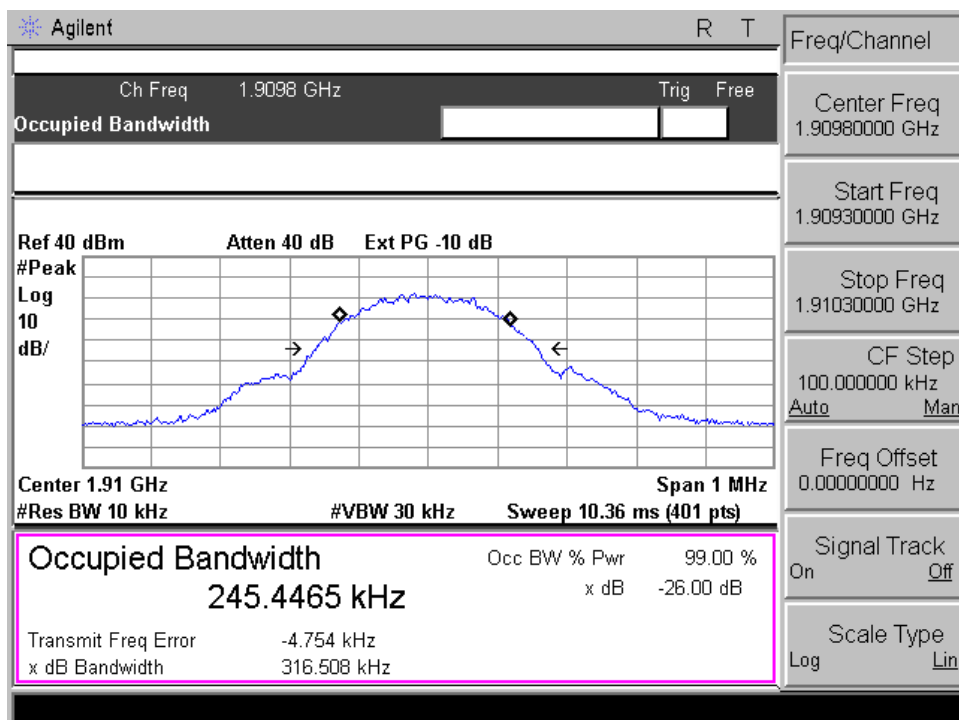 Agilent R T
Ch Freq 1.9098 GHz Trig Free
Occupied Bandwidth
Ref 40 dBm Atten 40 dB Ext PG -10 dB
#Peak
Log
10
dB/
Center 1.91 GHz Span 1 MHz
#Res BW 10 kHz #VBW 30 kHz Sweep 10.36 ms (401 pts)
Occupied Bandwidth Occ BW % Pwr 99.00 %
245.4465 kHz x dB -26.00 dB
Transmit Freq Error -4.754 kHz
x dB Bandwidth 316.508 kHz
Freq/Channel
Center Freq
1.90980000 GHz
Start Freq
1.90930000 GHz
Stop Freq
1.91030000 GHz
CF Step
100.000000 kHz
Auto Man
Freq Offset
0.00000000 Hz
Signal Track
On Off
Scale Type
Log Lin